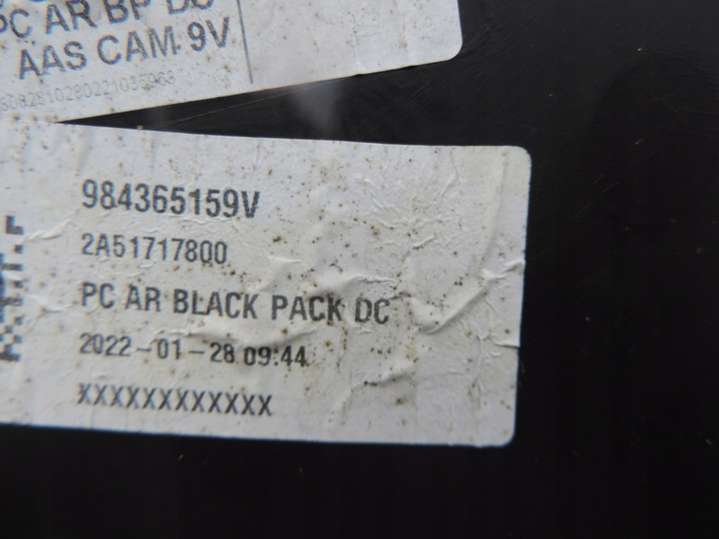 PC AR BP DC
AAS CAM 9V
984365159V
2A51717800
PC AR BLACK PACK DC
2022-01-28 09:44
XXXXXXXXXXXX